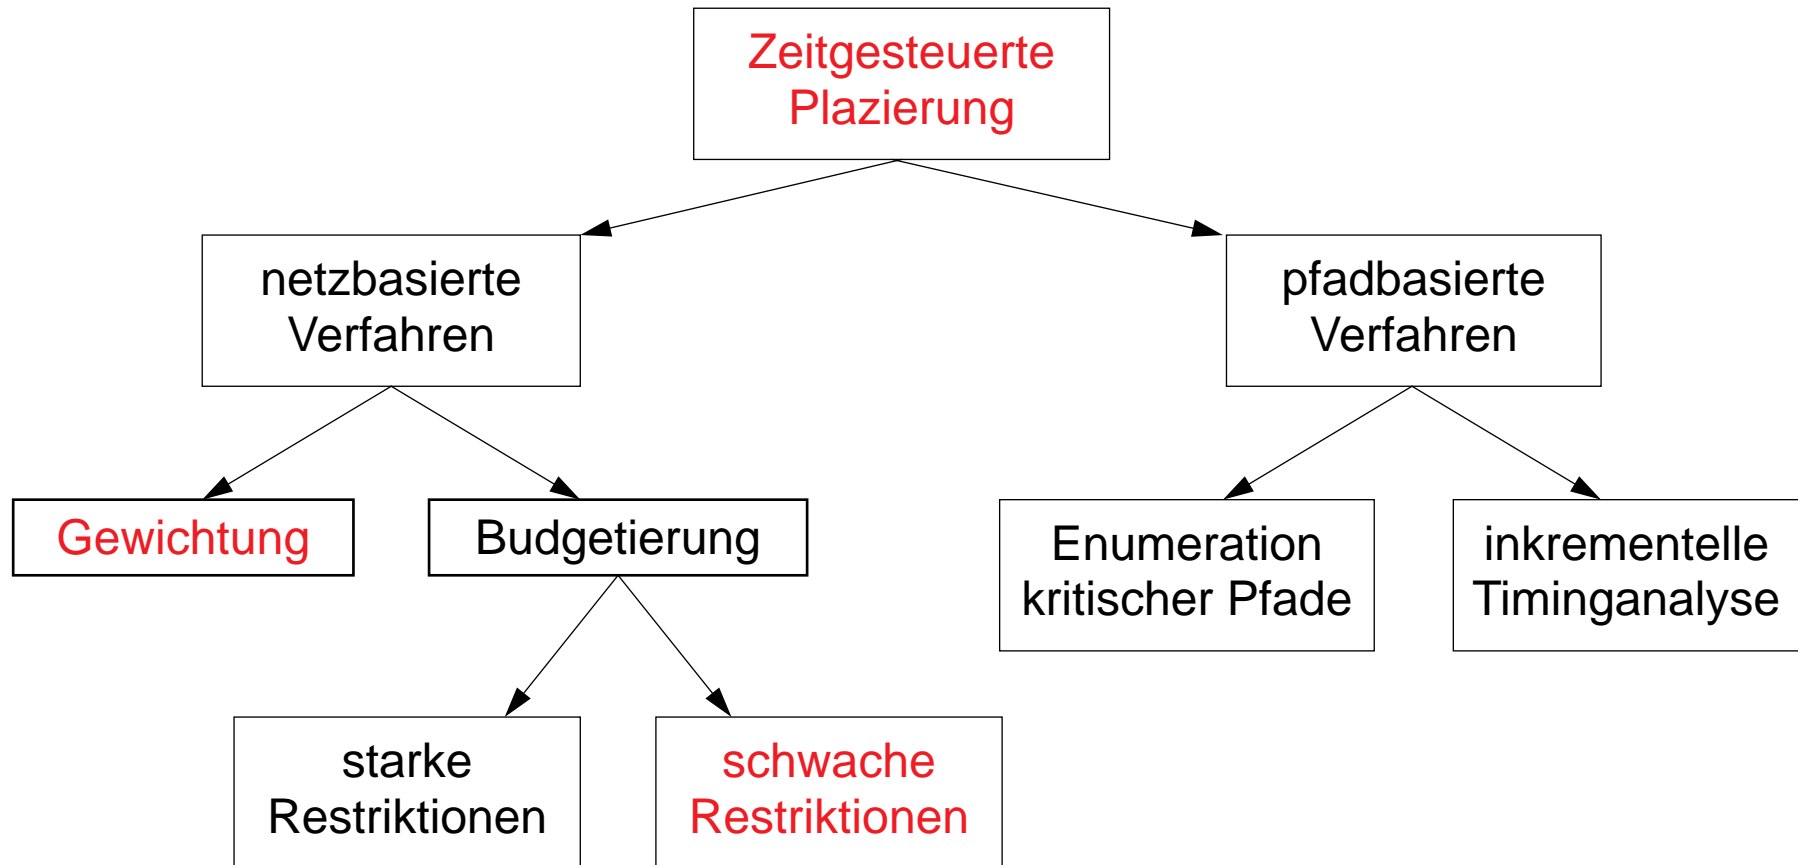 Zeitgesteuerte
Plazierung
netzbasierte
Verfahren
pfadbasierte
Verfahren
Gewichtung
Budgetierung
Enumeration
kritischer Pfade
inkrementelle
Timinganalyse
starke
Restriktionen
schwache
Restriktionen